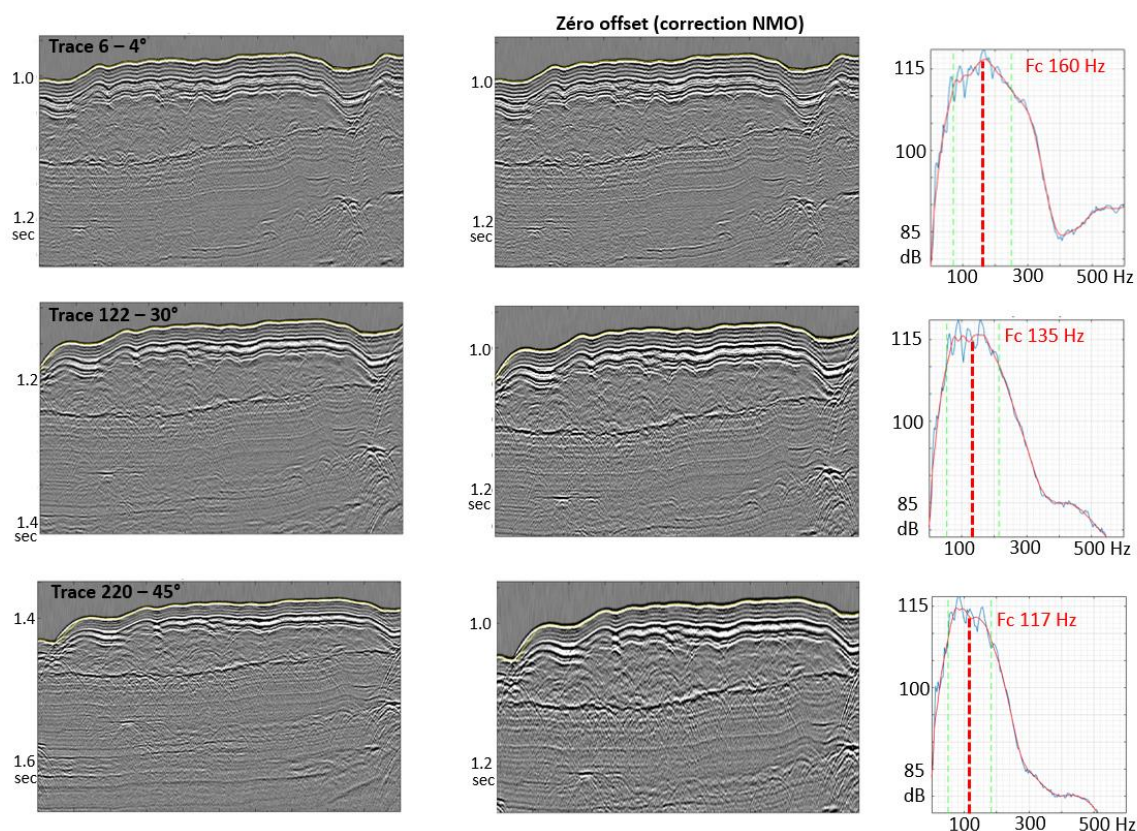 Zéro offset (correction NMO)
Trace 6 – 4°
1.0
1.2
sec
1.0
1.2
sec
115
100
85
dB
Fc 160 Hz
100 300 500 Hz
Trace 122 – 30°
1.2
1.4
sec
1.0
1.2
sec
115
100
85
dB
Fc 135 Hz
100 300 500 Hz
Trace 220 – 45°
1.4
1.6
sec
1.0
1.2
sec
115
100
85
dB
Fc 117 Hz
100 300 500 Hz